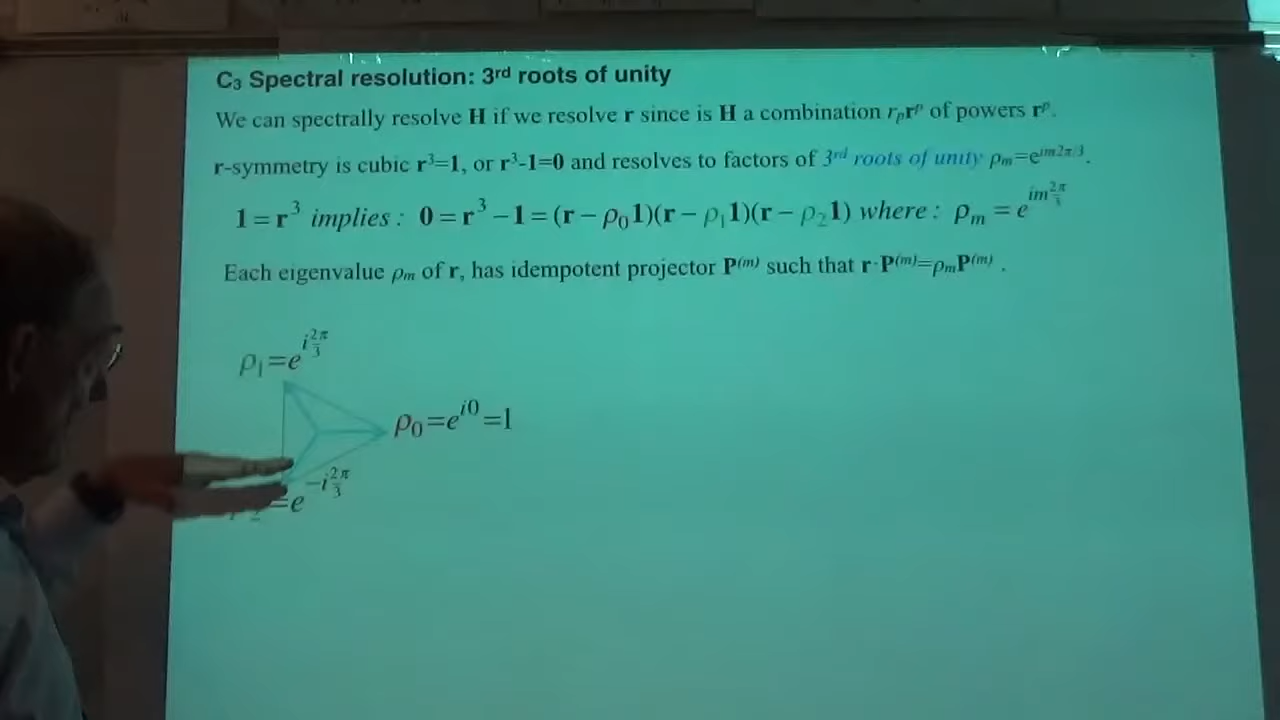 C₃ Spectral resolution: 3ʳᵈ roots of unity
We can spectrally resolve H if we resolve r since is H a combination rₚrᵖ of powers rᵖ.
r-symmetry is cubic r³=1, or r³-1=0 and resolves to factors of 3ʳᵈ roots of unity ρₘ=e^{im2π/3}.
1 = r³ implies : 0 = r³ − 1 = (r − ρ₀1)(r − ρ₁1)(r − ρ₂1) where : ρₘ = e^{im2π/3}
Each eigenvalue ρₘ of r, has idempotent projector P⁽ᵐ⁾ such that r·P⁽ᵐ⁾=ρₘP⁽ᵐ⁾ .
ρ₁=e^{i2π/3}
ρ₀=e^{i0}=1
=e^{−i2π/3}